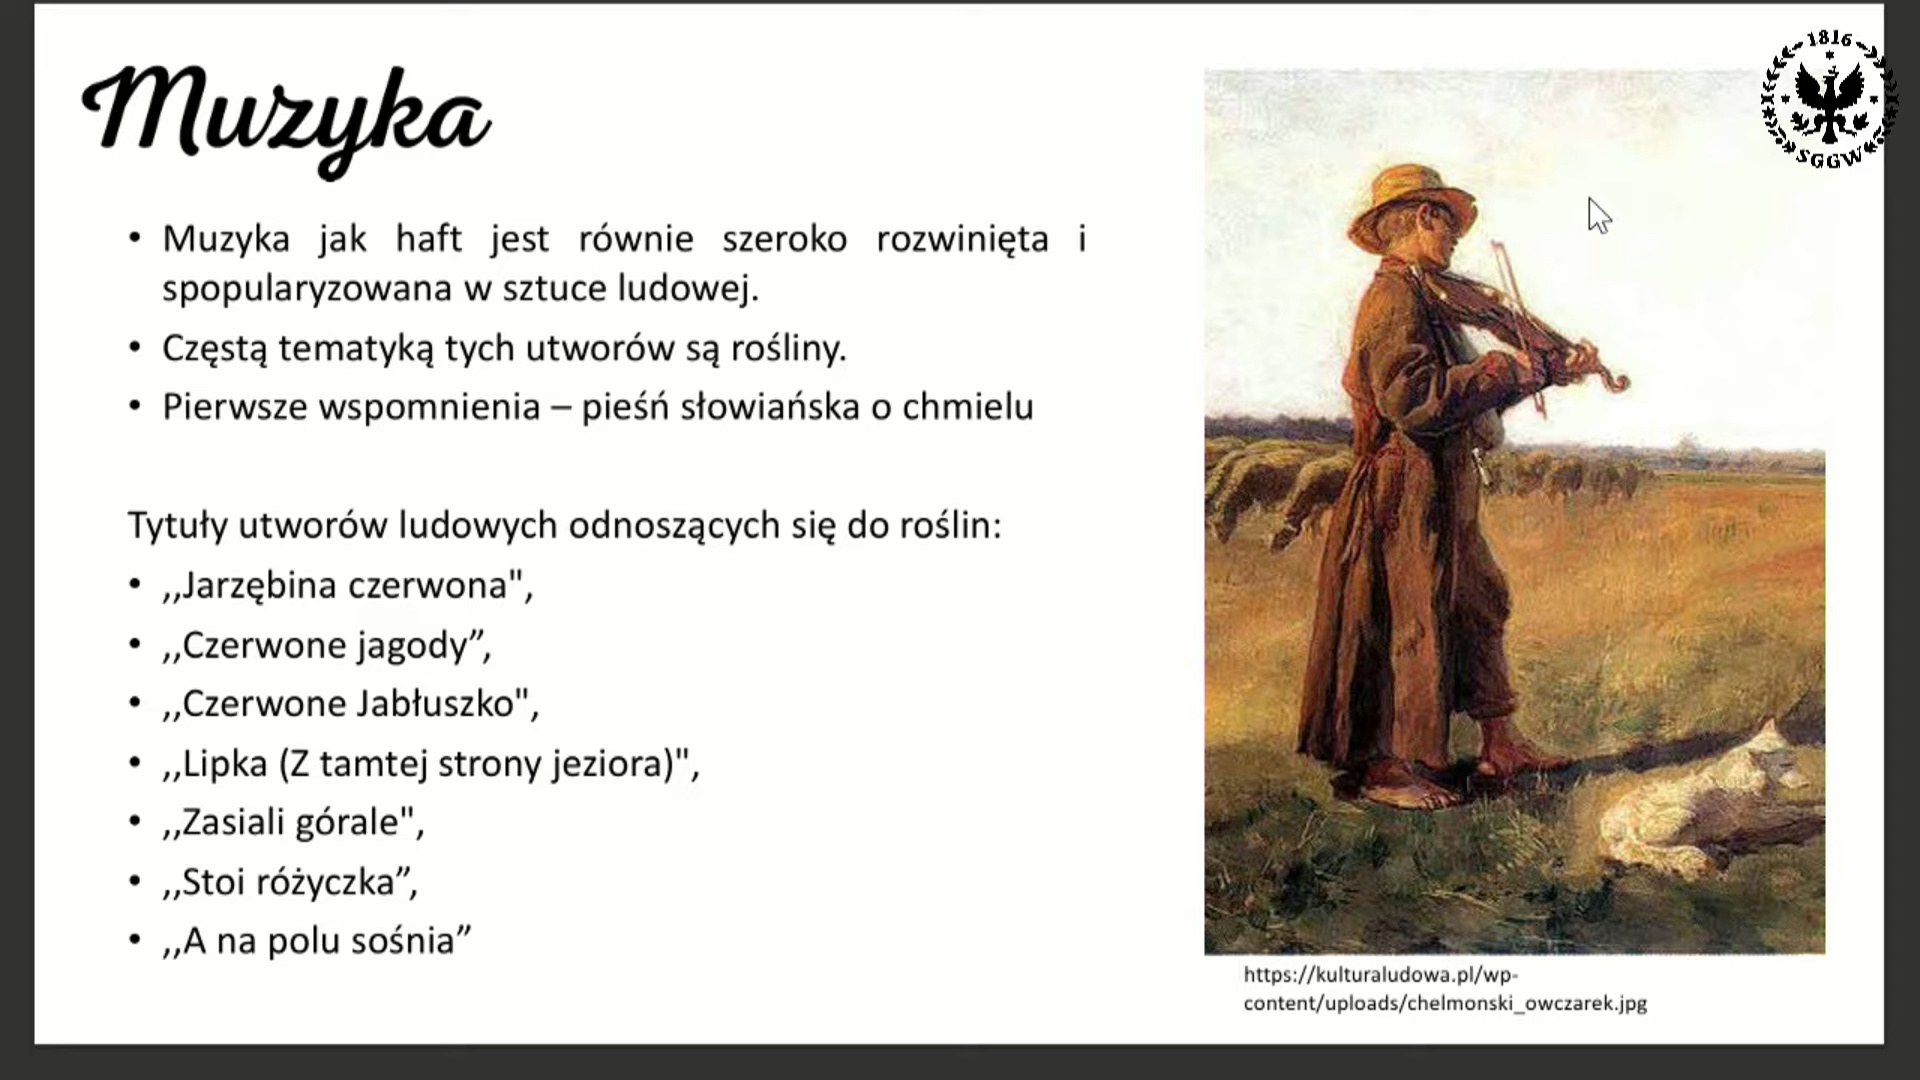 Muzyka
1816
SGGW
• Muzyka jak haft jest równie szeroko rozwinięta i
spopularyzowana w sztuce ludowej.
• Częstą tematyką tych utworów są rośliny.
• Pierwsze wspomnienia – pieśń słowiańska o chmielu
Tytuły utworów ludowych odnoszących się do roślin:
• ,,Jarzębina czerwona",
• ,,Czerwone jagody”,
• ,,Czerwone Jabłuszko",
• ,,Lipka (Z tamtej strony jeziora)",
• ,,Zasiali górale",
• ,,Stoi różyczka”,
• ,,A na polu sośnia”
https://kulturaludowa.pl/wp-
content/uploads/chelmonski_owczarek.jpg